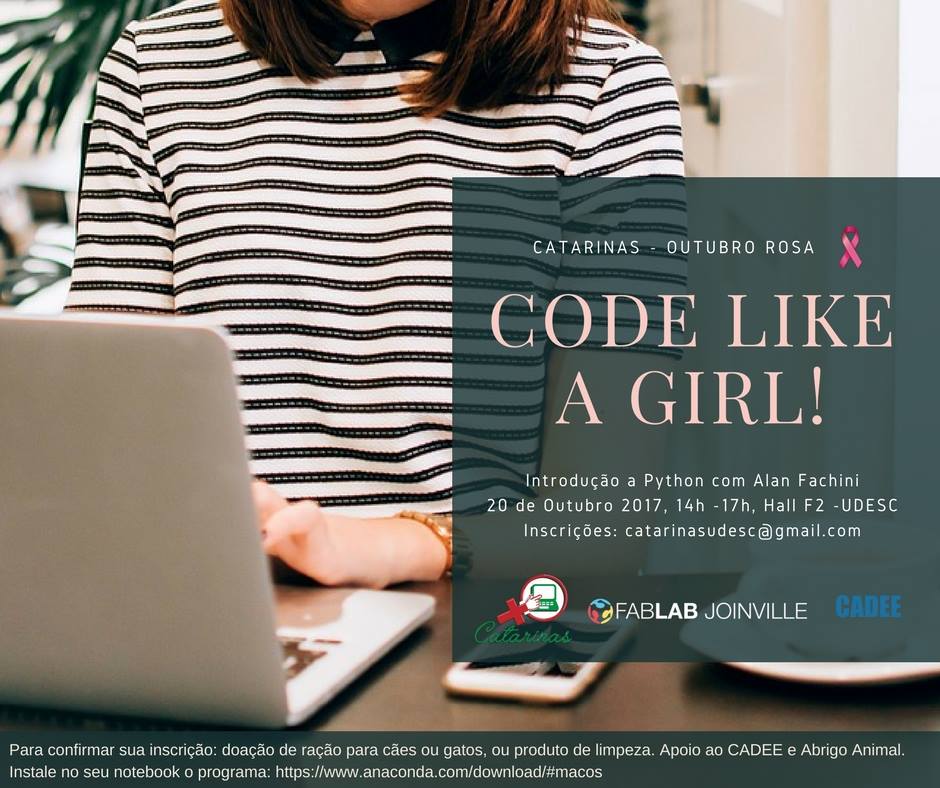 CATARINAS - OUTUBRO ROSA
CODE LIKE
A GIRL!
Introdução a Python com Alan Fachini
20 de Outubro 2017, 14h -17h, Hall F2 -UDESC
Inscrições: catarinasudesc@gmail.com
Catarinas
FABLAB JOINVILLE
CADEE
Para confirmar sua inscrição: doação de ração para cães ou gatos, ou produto de limpeza. Apoio ao CADEE e Abrigo Animal.
Instale no seu notebook o programa: https://www.anaconda.com/download/#macos